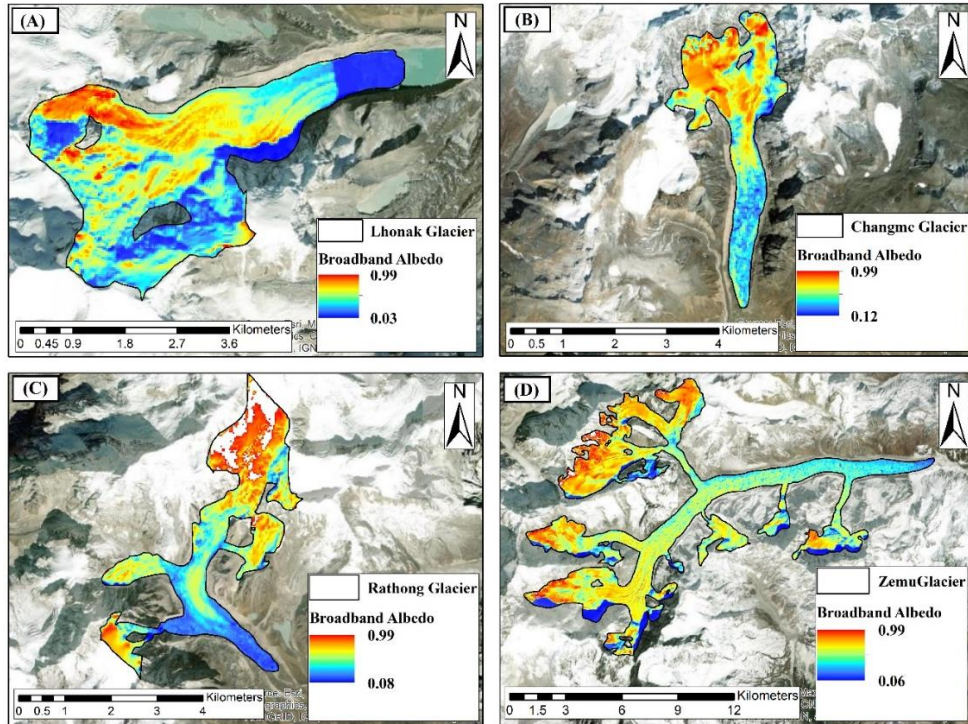 (A)
N
Lhonak Glacier
Broadband Albedo
0.99
0.03
Kilometers
0 0.45 0.9 1.8 2.7 3.6
(B)
N
Changmc Glacier
Broadband Albedo
0.99
0.12
Kilometers
0 0.5 1 2 3 4
(C)
N
Rathong Glacier
Broadband Albedo
0.99
0.08
Kilometers
0 0.5 1 2 3 4
(D)
N
ZemuGlacier
Broadband Albedo
0.99
0.06
Kilometers
0 1.5 3 6 9 12